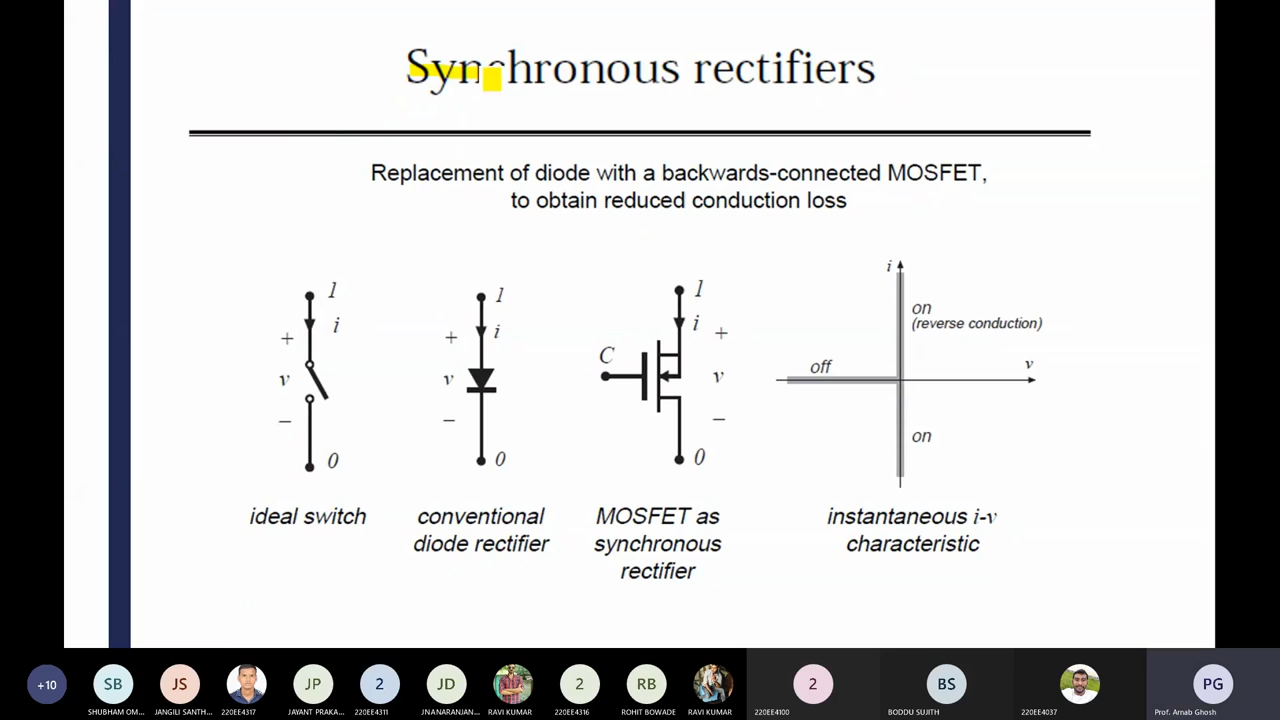 Synchronous rectifiers
Replacement of diode with a backwards-connected MOSFET,
to obtain reduced conduction loss
1
i
+
v
–
0
ideal switch
1
i
+
v
–
0
conventional
diode rectifier
1
i
C
+
v
–
0
MOSFET as
synchronous
rectifier
i
on
(reverse conduction)
v
off
on
instantaneous i-v
characteristic
+10
SB
SHUBHAM OM...
JS
JANGILI SANTH...
220EE4317
JP
JAYANT PRAKA...
2
220EE4311
JD
JNANARANJAN...
RAVI KUMAR
2
220EE4316
RB
ROHIT BOWADE
RAVI KUMAR
2
220EE4100
BS
BODDU SUJITH
220EE4037
PG
Prof. Arnab Ghosh